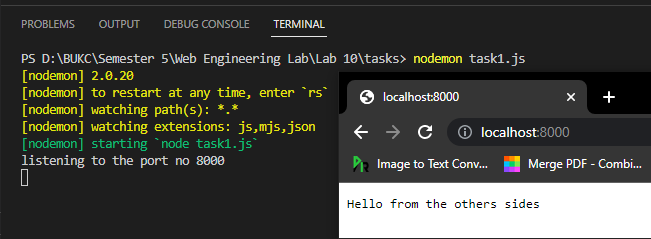 PROBLEMS OUTPUT DEBUG CONSOLE TERMINAL
PS D:\BUKC\Semester 5\Web Engineering Lab\Lab 10\tasks> nodemon task1.js
[nodemon] 2.0.20
[nodemon] to restart at any time, enter `rs`
[nodemon] watching path(s): *.*
[nodemon] watching extensions: js,mjs,json
[nodemon] starting `node task1.js`
listening to the port no 8000
localhost:8000
localhost:8000
Image to Text Conv... Merge PDF - Combi...
Hello from the others sides